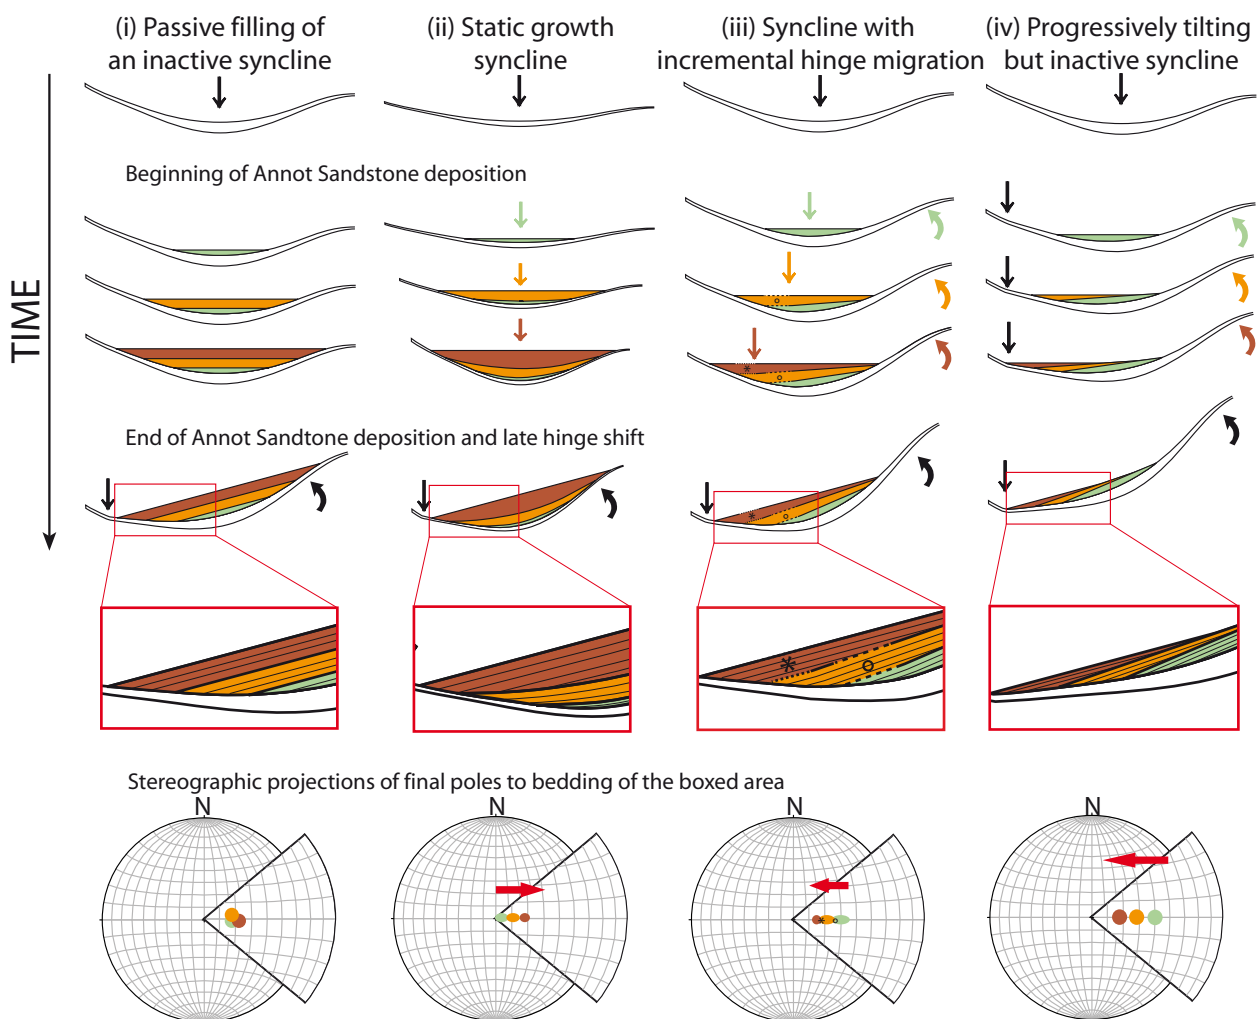 (i) Passive filling of
an inactive syncline
(ii) Static growth
syncline
(iii) Syncline with
incremental hinge migration
(iv) Progressively tilting
but inactive syncline
TIME
Beginning of Annot Sandstone deposition
End of Annot Sandtone deposition and late hinge shift
Stereographic projections of final poles to bedding of the boxed area
N
N
N
N